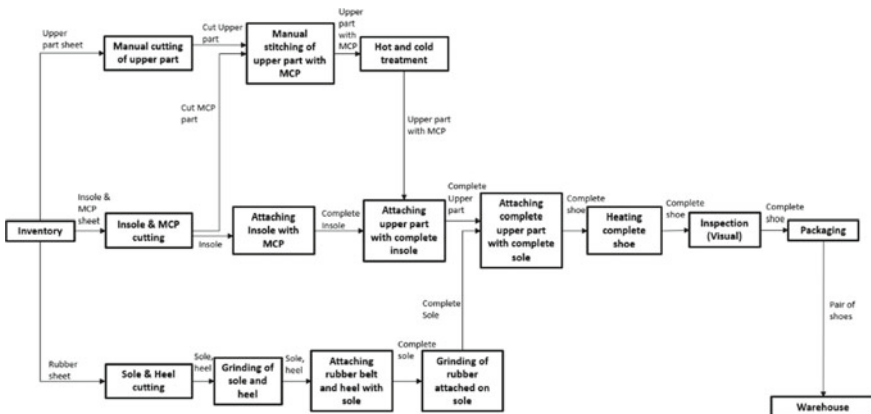 Upper
part sheet
Manual cutting
of upper part
Cut Upper
part
Manual
stitching of
upper part with
MCP
Upper
part
with
MCP
Hot and cold
treatment
Cut MCP
part
Upper part
with MCP
Inventory
Insole &
MCP
sheet
Insole & MCP
cutting
Insole
Attaching
Insole with
MCP
Complete
insole
Attaching
upper part
with complete
insole
Complete
Upper
part
Attaching
complete
upper part
with complete
sole
Complete
shoe
Heating
complete
shoe
Complete
shoe
Inspection
(Visual)
Complete
shoe
Packaging
Pair of
shoes
Warehouse
Rubber
sheet
Sole & Heel
cutting
Sole,
heel
Grinding of
sole and
heel
Sole,
heel
Attaching
rubber belt
and heel with
sole
Complete
sole
Grinding of
rubber
attached on
sole
Complete
Sole